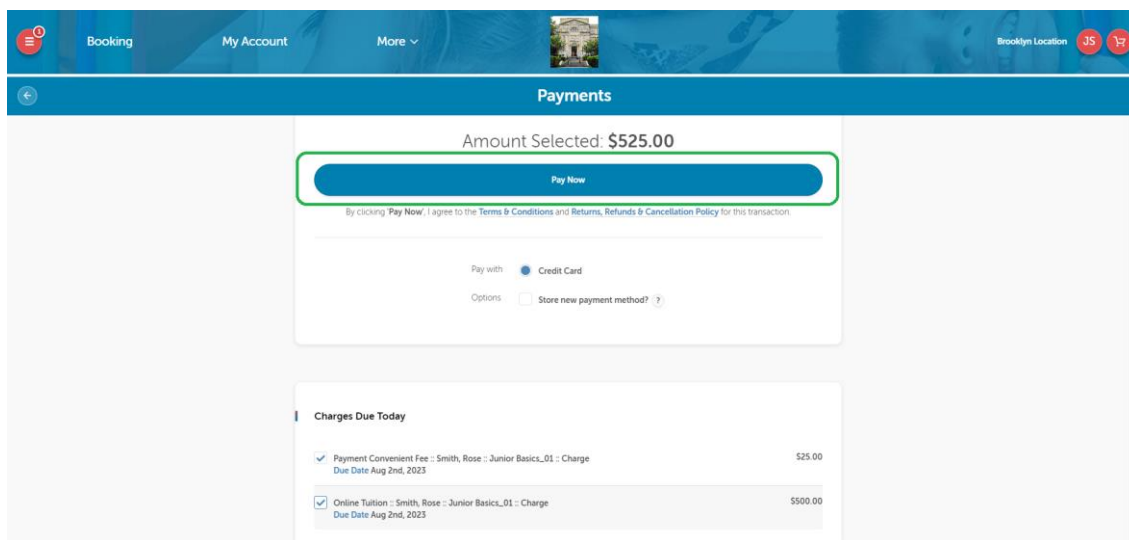 1
Booking
My Account
More
Brooklyn Location
JS
Payments
Amount Selected: $525.00
Pay Now
By clicking 'Pay Now', I agree to the Terms & Conditions and Returns, Refunds & Cancellation Policy for this transaction.
Pay with
Credit Card
Options
Store new payment method? ?
Charges Due Today
Payment Convenient Fee :: Smith, Rose :: Junior Basics_01 :: Charge $25.00
Due Date Aug 2nd, 2023
Online Tuition :: Smith, Rose :: Junior Basics_01 :: Charge $500.00
Due Date Aug 2nd, 2023